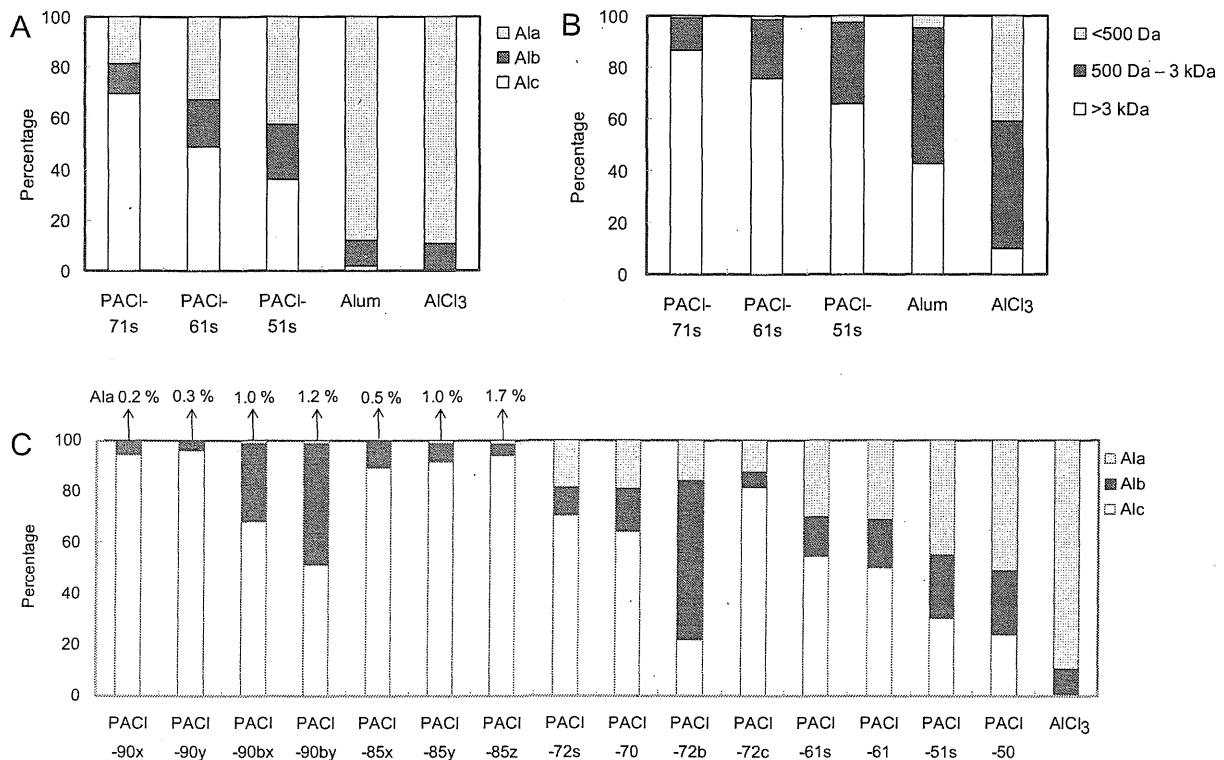 A
100
80
60
40
20
0
Percentage
Ala
Alb
Alc
PACl-71s
PACl-61s
PACl-51s
Alum
AlCl3
B
100
80
60
40
20
0
Percentage
<500 Da
500 Da – 3 kDa
>3 kDa
PACl-71s
PACl-61s
PACl-51s
Alum
AlCl3
C
Ala 0.2 % 0.3 % 1.0 % 1.2 % 0.5 % 1.0 % 1.7 %
100
80
60
40
20
0
Percentage
Ala
Alb
Alc
PACl PACl PACl PACl PACl PACl PACl PACl PACl PACl PACl PACl PACl PACl PACl AlCl3
-90x -90y -90bx -90by -85x -85y -85z -72s -70 -72b -72c -61s -61 -51s -50